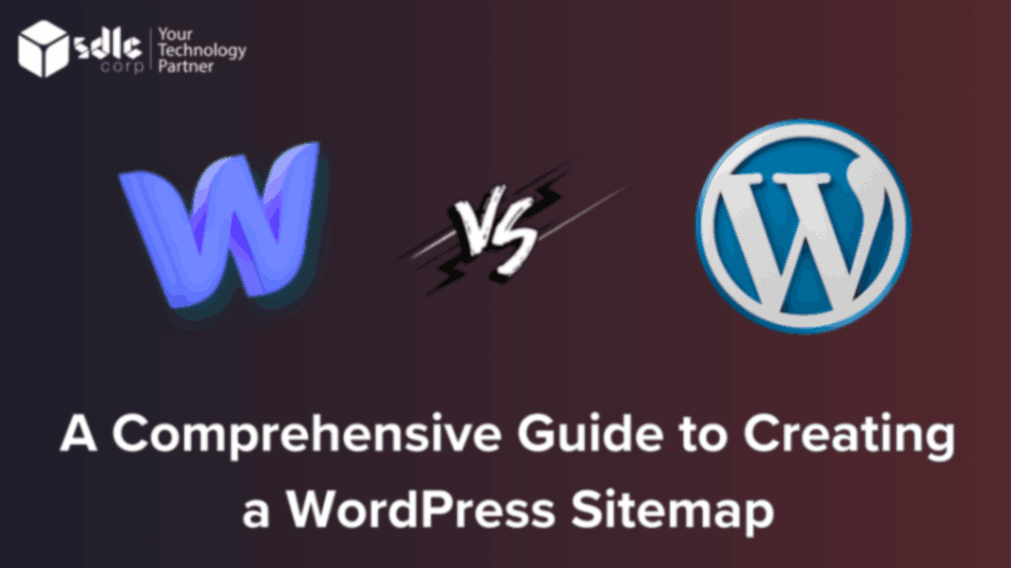 sdlc
corp
Your
Technology
Partner
W
VS
W
A Comprehensive Guide to Creating
a WordPress Sitemap